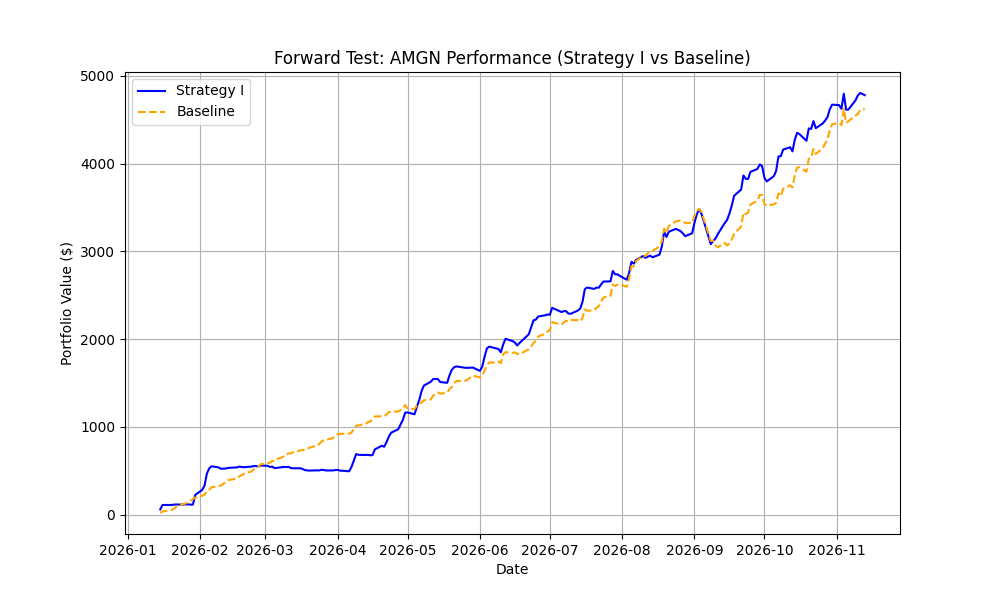 Forward Test: AMGN Performance (Strategy I vs Baseline)
Strategy I
Baseline
Portfolio Value ($)
5000
4000
3000
2000
1000
0
2026-01 2026-02 2026-03 2026-04 2026-05 2026-06 2026-07 2026-08 2026-09 2026-10 2026-11
Date